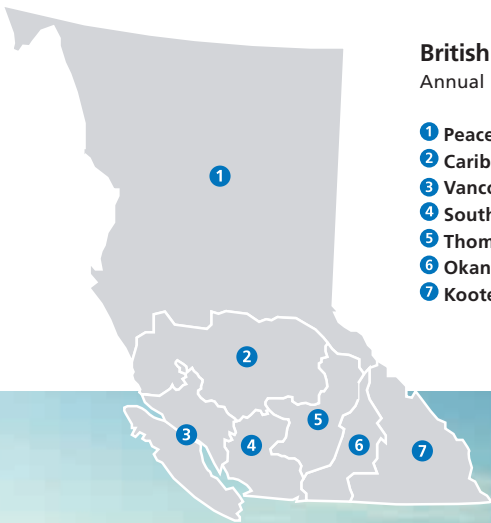 British
Annual
1 Peace
2 Carib
3 Vanco
4 South
5 Thom
6 Okan
7 Koote
1
2
3
4
5
6
7